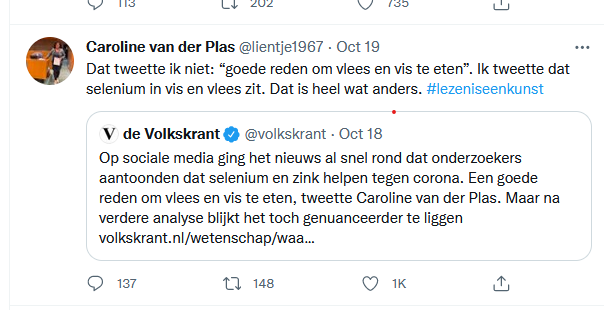 113 202 735
Caroline van der Plas @lientje1967 · Oct 19
Dat tweette ik niet: “goede reden om vlees en vis te eten”. Ik tweette dat
selenium in vis en vlees zit. Dat is heel wat anders. #lezeniseenkunst
V de Volkskrant @volkskrant · Oct 18
Op sociale media ging het nieuws al snel rond dat onderzoekers
aantoonden dat selenium en zink helpen tegen corona. Een goede
reden om vlees en vis te eten, tweette Caroline van der Plas. Maar na
verdere analyse blijkt het toch genuanceerder te liggen
volkskrant.nl/wetenschap/waa…
137 148 1K